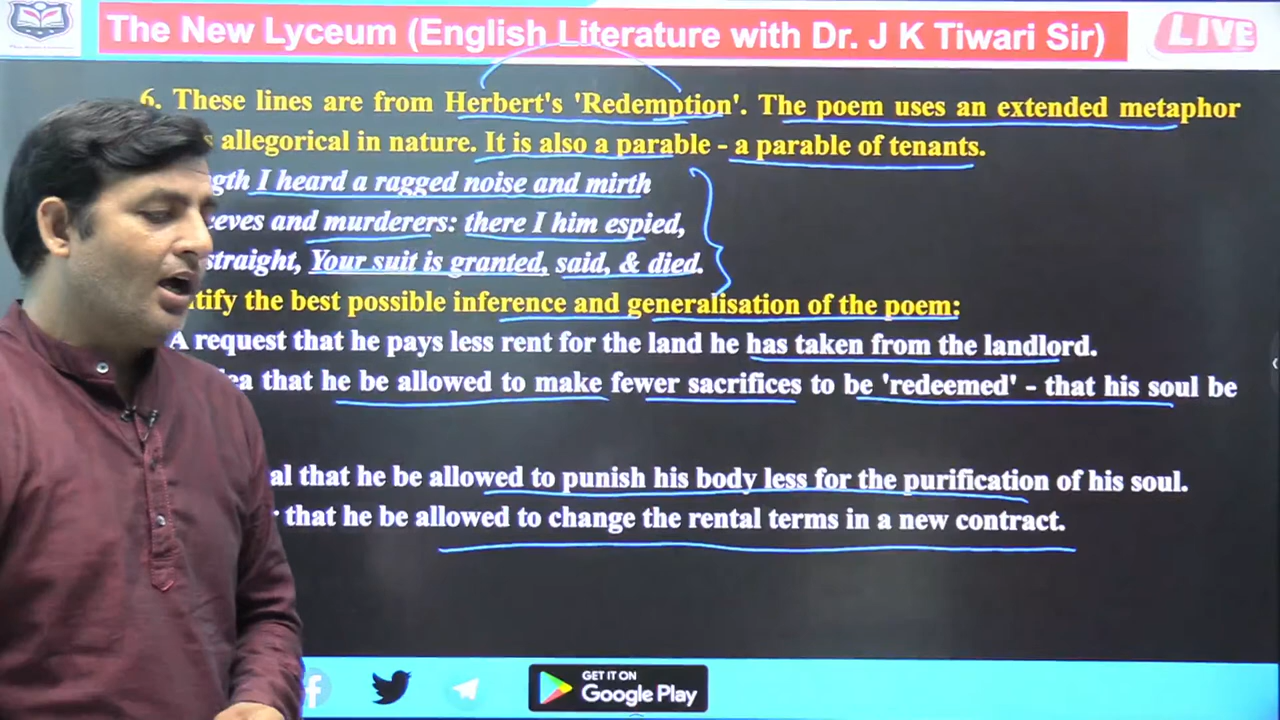 The New Lyceum (English Literature with Dr. J K Tiwari Sir)
LIVE
6. These lines are from Herbert's 'Redemption'. The poem uses an extended metaphor
allegorical in nature. It is also a parable - a parable of tenants.
I heard a ragged noise and mirth
and murderers: there I him espied,
straight, Your suit is granted, said, & died.
the best possible inference and generalisation of the poem:
A request that he pays less rent for the land he has taken from the landlord.
that he be allowed to make fewer sacrifices to be 'redeemed' - that his soul be
that he be allowed to punish his body less for the purification of his soul.
that he be allowed to change the rental terms in a new contract.
GET IT ON
Google Play